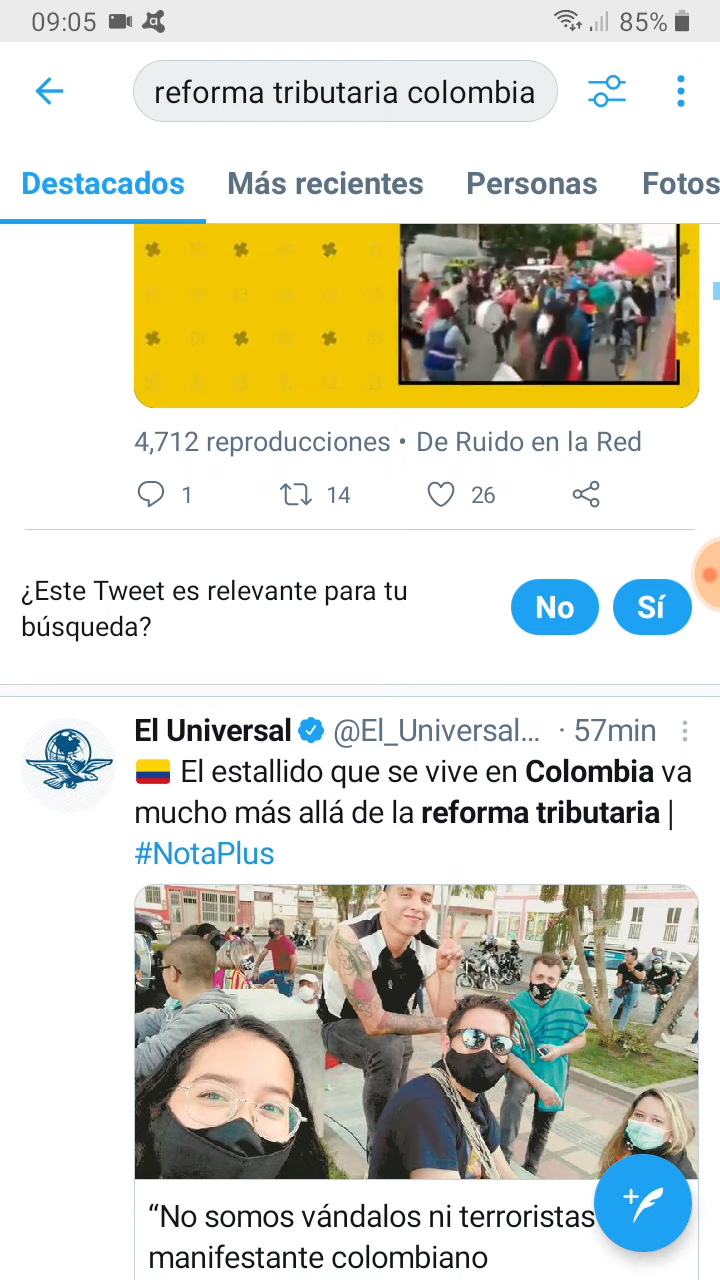 09:05
85%
reforma tributaria colombia
Destacados
Más recientes
Personas
Fotos
4,712 reproducciones • De Ruido en la Red
1
14
26
¿Este Tweet es relevante para tu
búsqueda?
No
Sí
El Universal @El_Universal... · 57min
El estallido que se vive en Colombia va
mucho más allá de la reforma tributaria |
#NotaPlus
“No somos vándalos ni terroristas
manifestante colombiano